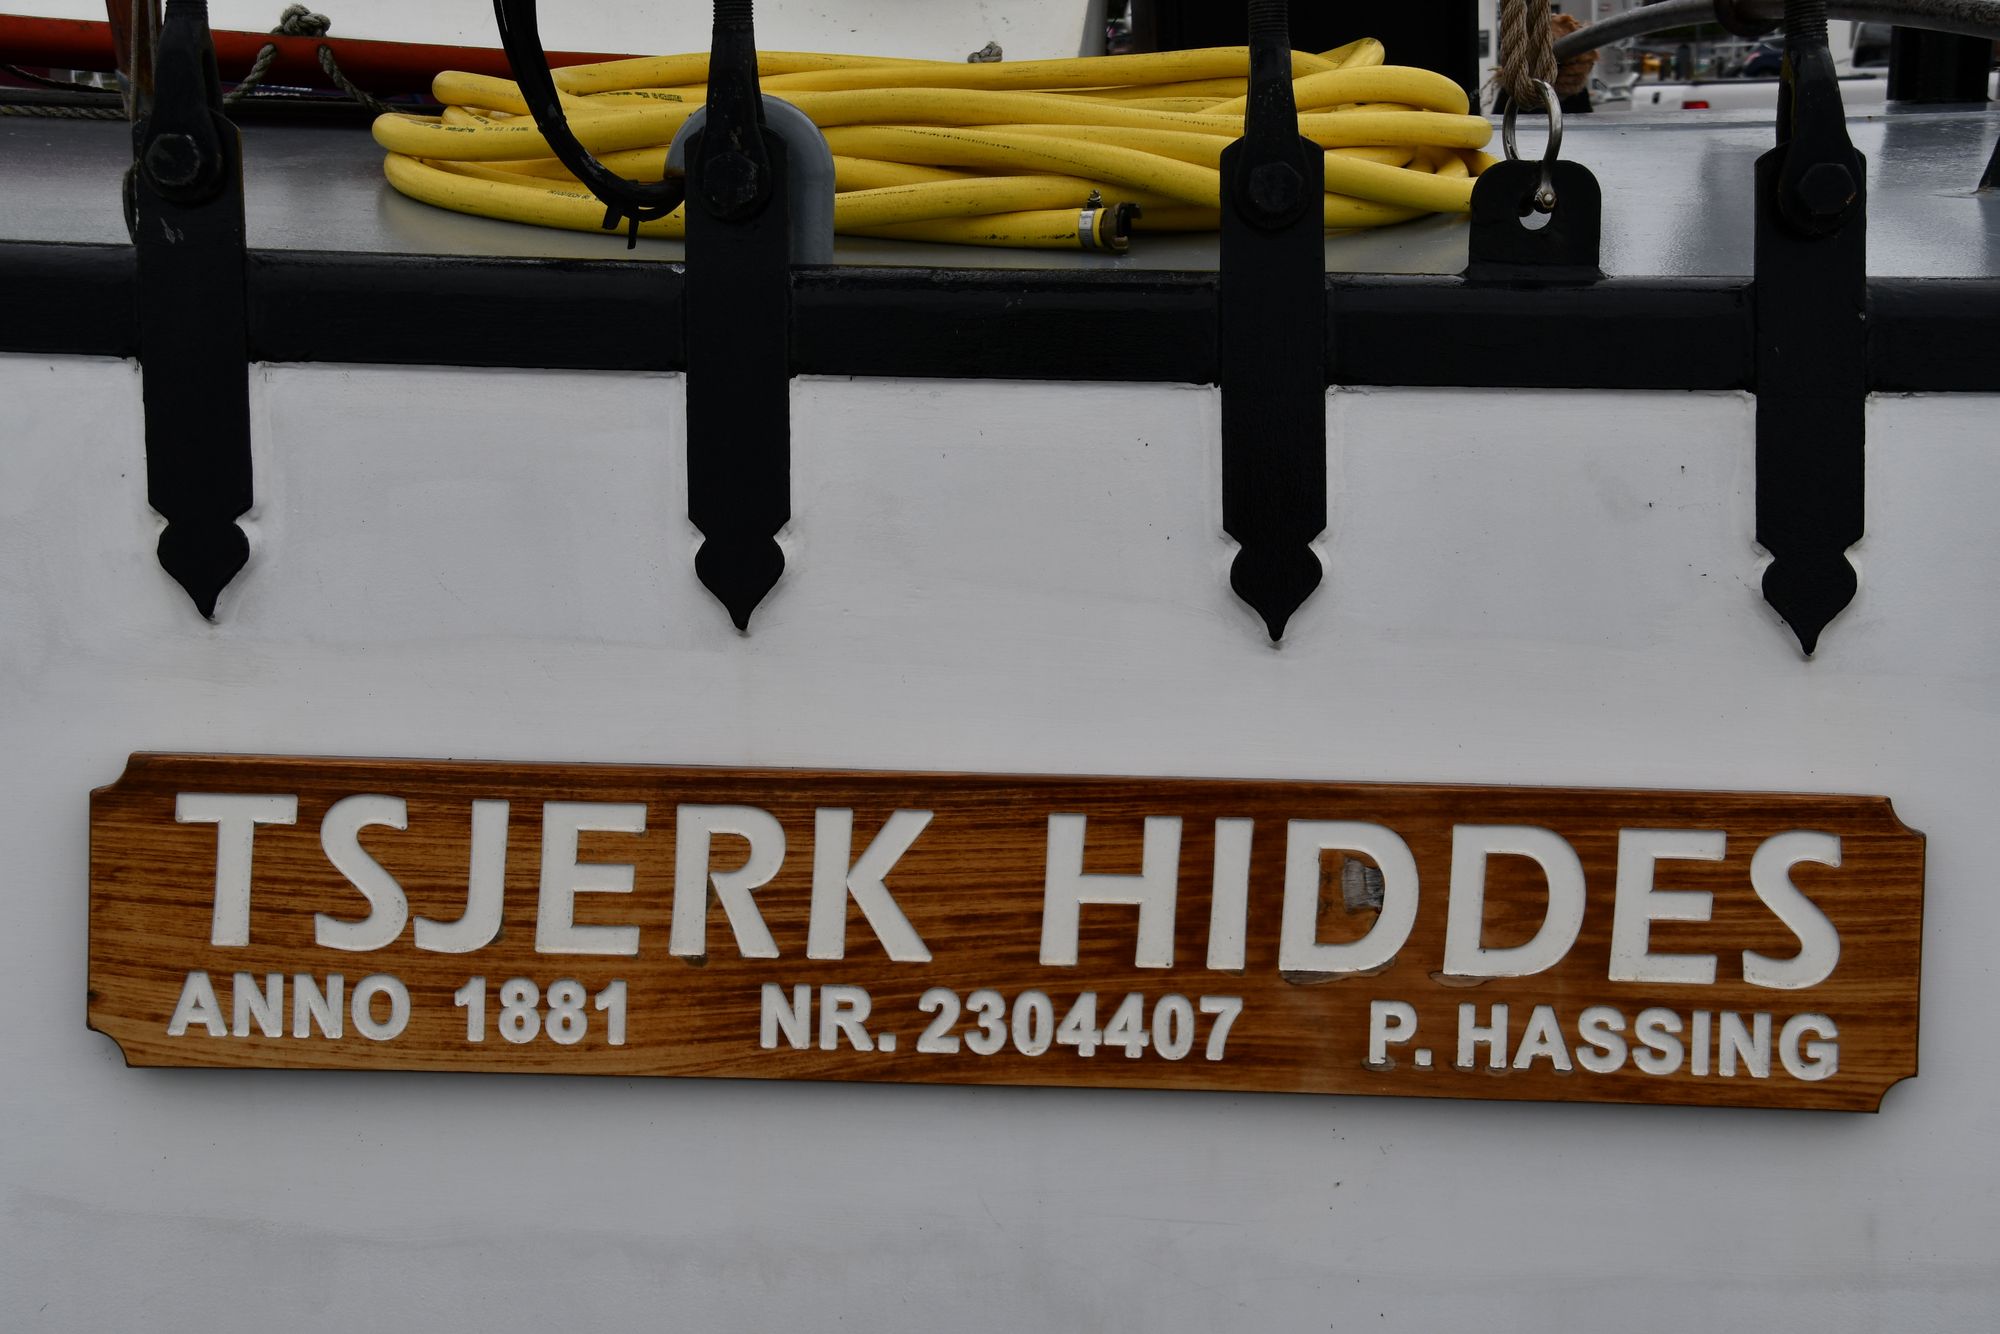 TSJERK HIDDES
ANNO 1881 NR. 2304407 P. HASSING